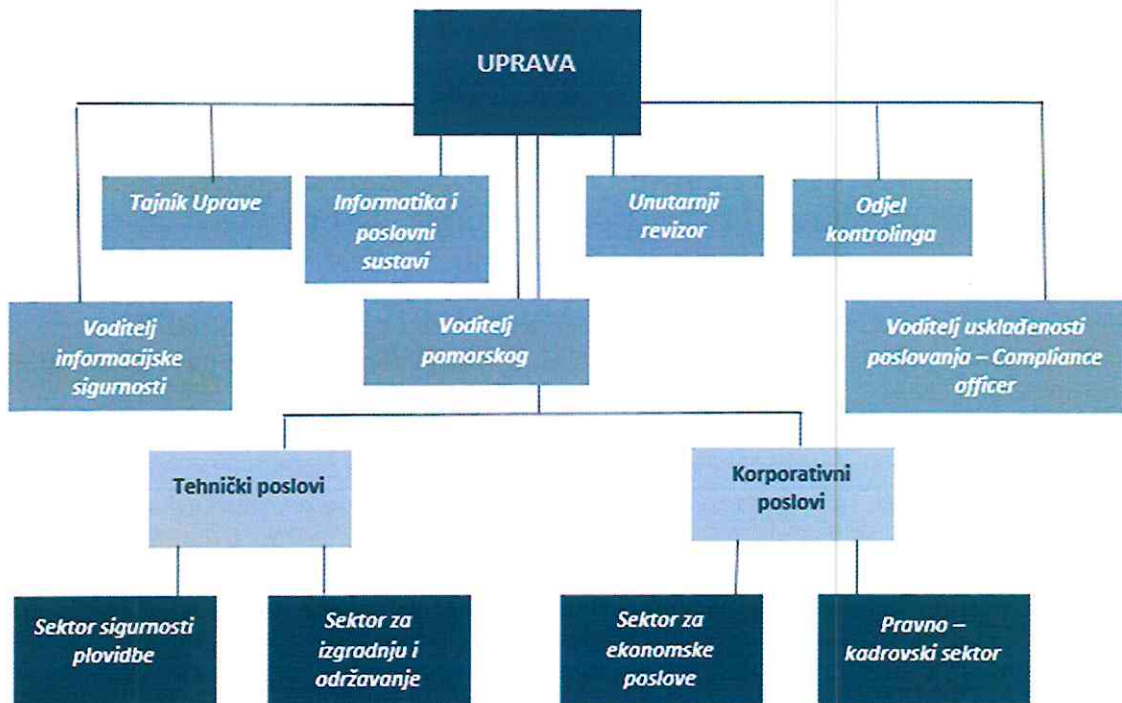 UPRAVA
Tajnik Uprave
Informatika i
poslovni
sustavi
Unutarnji
revizor
Odjel
kontrolinga
Voditelj
informacijske
sigurnosti
Voditelj
pomorskog
Voditelj usklađenosti
poslovanja – Compliance
officer
Tehnički poslovi
Korporativni
poslovi
Sektor sigurnosti
plovidbe
Sektor za
izgradnju i
održavanje
Sektor za
ekonomske
poslove
Pravno –
kadrovski sektor